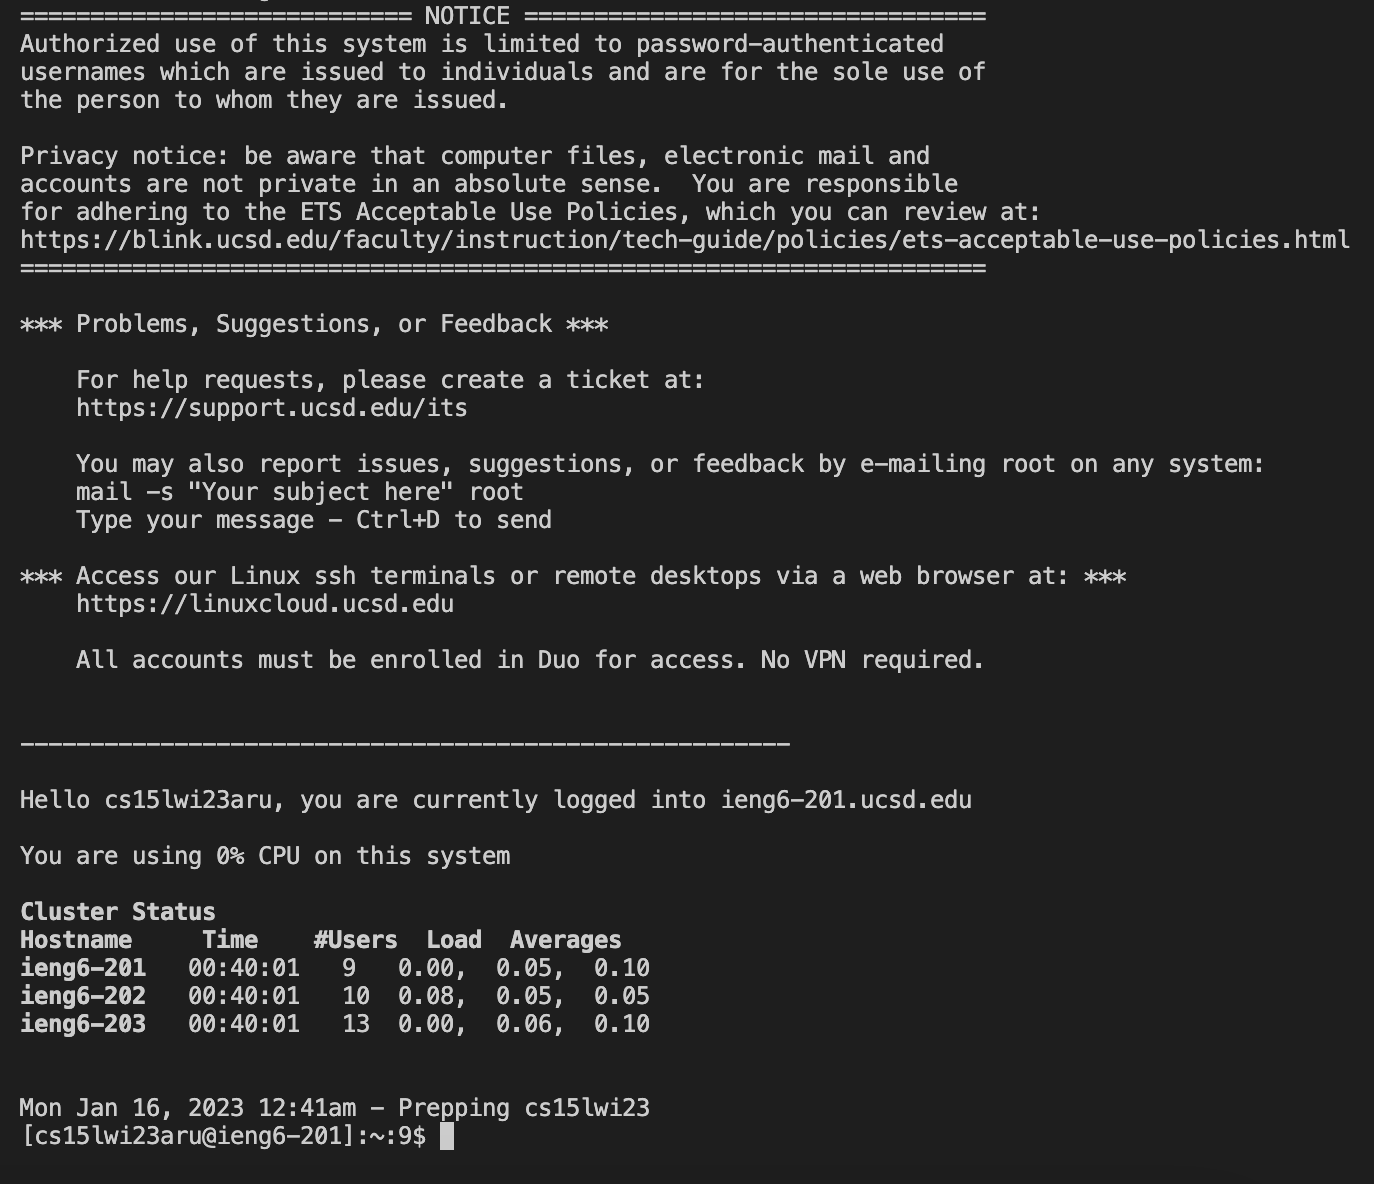 ============================ NOTICE =================================
Authorized use of this system is limited to password-authenticated
usernames which are issued to individuals and are for the sole use of
the person to whom they are issued.
Privacy notice: be aware that computer files, electronic mail and
accounts are not private in an absolute sense.  You are responsible
for adhering to the ETS Acceptable Use Policies, which you can review at:
https://blink.ucsd.edu/faculty/instruction/tech-guide/policies/ets-acceptable-use-policies.html
=====================================================================
*** Problems, Suggestions, or Feedback ***
    For help requests, please create a ticket at:
    https://support.ucsd.edu/its
    You may also report issues, suggestions, or feedback by e-mailing root on any system:
    mail -s "Your subject here" root
    Type your message - Ctrl+D to send
*** Access our Linux ssh terminals or remote desktops via a web browser at: ***
    https://linuxcloud.ucsd.edu
    All accounts must be enrolled in Duo for access. No VPN required.
-------------------------------------------------------
Hello cs15lwi23aru, you are currently logged into ieng6-201.ucsd.edu
You are using 0% CPU on this system
Cluster Status
Hostname     Time    #Users  Load  Averages
ieng6-201   00:40:01   9   0.00,  0.05,  0.10
ieng6-202   00:40:01   10  0.08,  0.05,  0.05
ieng6-203   00:40:01   13  0.00,  0.06,  0.10
Mon Jan 16, 2023 12:41am - Prepping cs15lwi23
[cs15lwi23aru@ieng6-201]:~:9$